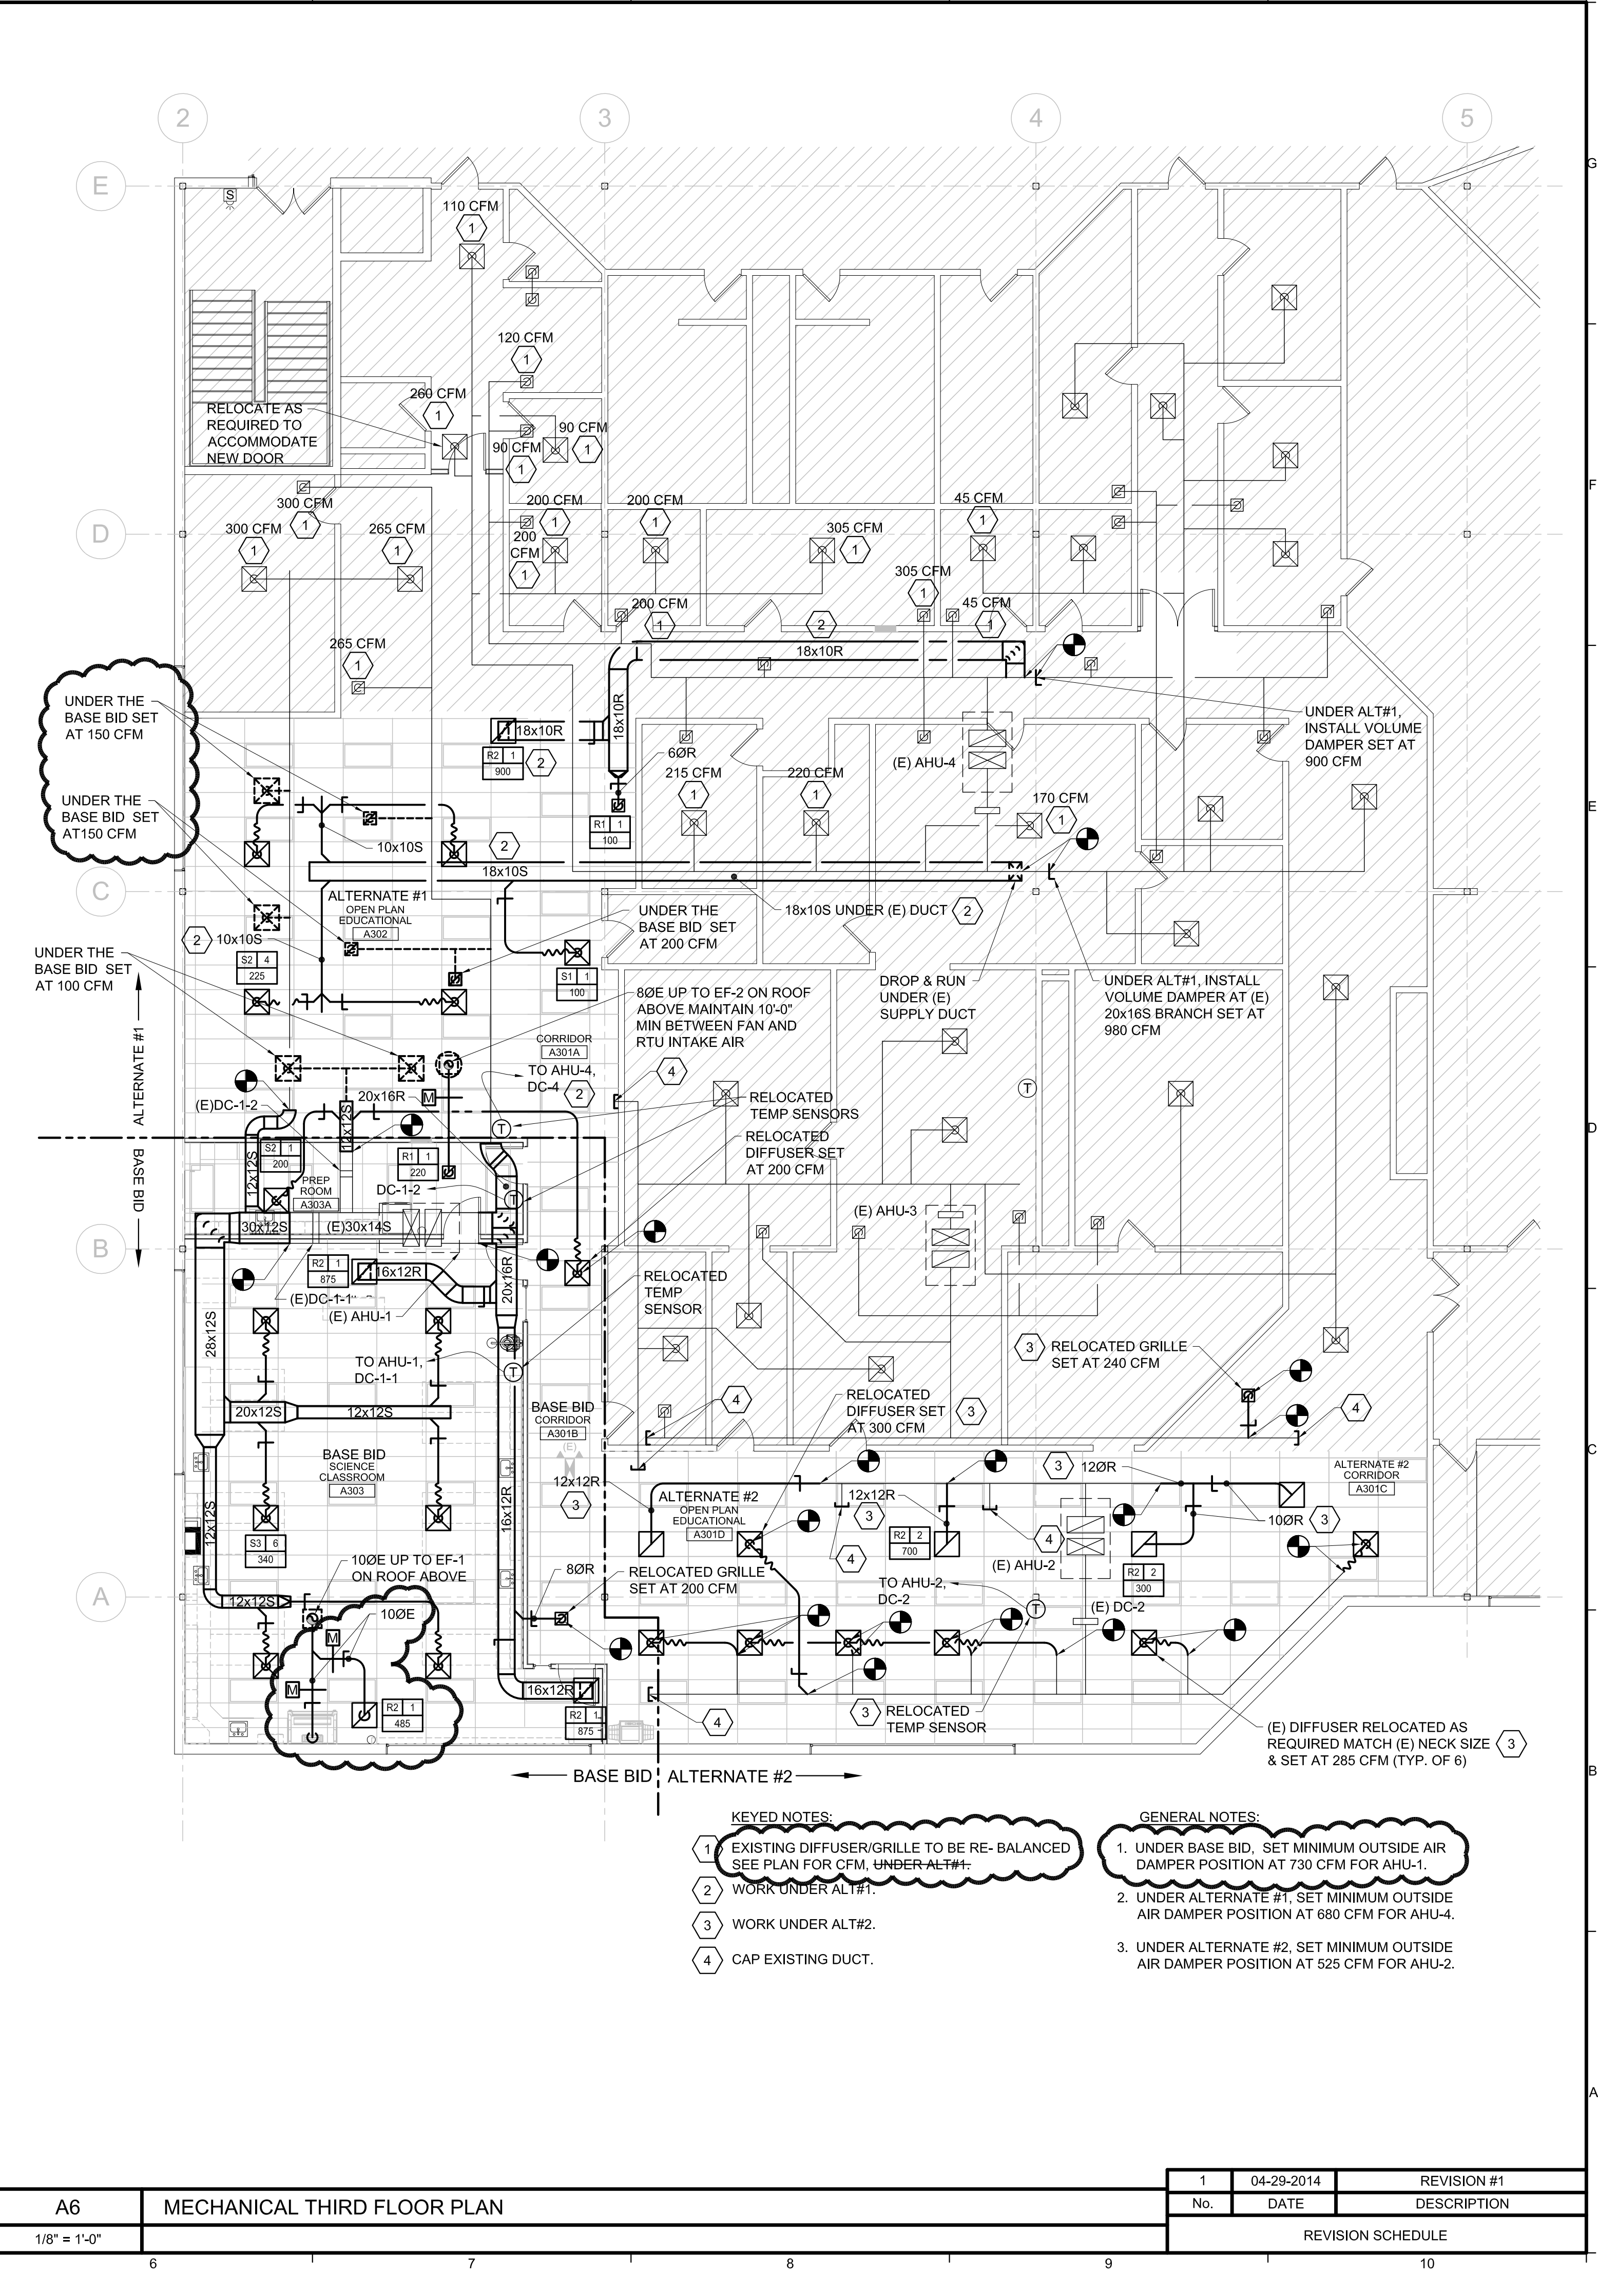 2
3
4
5
E
D
C
B
A
G
F
E
D
C
B
A
S
110 CFM
1
120 CFM
1
260 CFM
1
RELOCATE AS
REQUIRED TO
ACCOMMODATE
NEW DOOR
90 CFM
1
90 CFM
1
300 CFM
1
300 CFM
1
265 CFM
1
200 CFM
1
200
CFM
1
200 CFM
1
305 CFM
1
45 CFM
1
305 CFM
1
200 CFM
1
2
45 CFM
1
265 CFM
1
18x10R
UNDER THE
BASE BID SET
AT 150 CFM
UNDER THE
BASE BID SET
AT150 CFM
18x10R
18x10R
R2 1
900
2
6ØR
R1 1
100
215 CFM
1
220 CFM
1
(E) AHU-4
170 CFM
1
UNDER ALT#1,
INSTALL VOLUME
DAMPER SET AT
900 CFM
10x10S
2
18x10S
ALTERNATE #1
OPEN PLAN
EDUCATIONAL
A302
18x10S UNDER (E) DUCT
2
2
10x10S
S2 4
225
UNDER THE
BASE BID SET
AT 200 CFM
UNDER THE
BASE BID SET
AT 100 CFM
S1 1
100
DROP & RUN
UNDER (E)
SUPPLY DUCT
UNDER ALT#1, INSTALL
VOLUME DAMPER AT (E)
20x16S BRANCH SET AT
980 CFM
8ØE UP TO EF-2 ON ROOF
ABOVE MAINTAIN 10'-0"
MIN BETWEEN FAN AND
RTU INTAKE AIR
CORRIDOR
A301A
TO AHU-4,
DC-4
2
4
ALTERNATE #1
BASE BID
(E)DC-1-2
20x16R
M
12x12S
T
RELOCATED
TEMP SENSORS
T
RELOCATED
DIFFUSER SET
AT 200 CFM
12x12S
S2 1
200
R1 1
220
PREP
ROOM
A303A
DC-1-2
T
30x12S
(E)30x14S
(E) AHU-3
R2 1
875
16x12R
20x16R
(E)DC-1-1
(E) AHU-1
RELOCATED
TEMP
SENSOR
28x12S
TO AHU-1,
DC-1-1
T
3
RELOCATED GRILLE
SET AT 240 CFM
20x12S
12x12S
BASE BID
CORRIDOR
A301B
(E)
4
RELOCATED
DIFFUSER SET
AT 300 CFM
3
4
BASE BID
SCIENCE
CLASSROOM
A303
12x12R
3
ALTERNATE #2
OPEN PLAN
EDUCATIONAL
A301D
12x12R
3
4
R2 2
700
4
3
12ØR
ALTERNATE #2
CORRIDOR
A301C
10ØR
3
(E) AHU-2
R2 2
300
12x12S
16x12R
S3 6
340
10ØE UP TO EF-1
ON ROOF ABOVE
8ØR
RELOCATED GRILLE
SET AT 200 CFM
TO AHU-2,
DC-2
T
(E) DC-2
12x12S
10ØE
M
M
R2 1
485
16x12R
R2 1
875
4
3
RELOCATED
TEMP SENSOR
(E) DIFFUSER RELOCATED AS
REQUIRED MATCH (E) NECK SIZE
& SET AT 285 CFM (TYP. OF 6)
3
BASE BID
ALTERNATE #2
KEYED NOTES:
1 EXISTING DIFFUSER/GRILLE TO BE RE- BALANCED
SEE PLAN FOR CFM, UNDER ALT#1.
2 WORK UNDER ALT#1.
3 WORK UNDER ALT#2.
4 CAP EXISTING DUCT.
GENERAL NOTES:
1. UNDER BASE BID, SET MINIMUM OUTSIDE AIR
DAMPER POSITION AT 730 CFM FOR AHU-1.
2. UNDER ALTERNATE #1, SET MINIMUM OUTSIDE
AIR DAMPER POSITION AT 680 CFM FOR AHU-4.
3. UNDER ALTERNATE #2, SET MINIMUM OUTSIDE
AIR DAMPER POSITION AT 525 CFM FOR AHU-2.
1 04-29-2014 REVISION #1
No. DATE DESCRIPTION
REVISION SCHEDULE
A6
MECHANICAL THIRD FLOOR PLAN
1/8" = 1'-0"
6
7
8
9
10